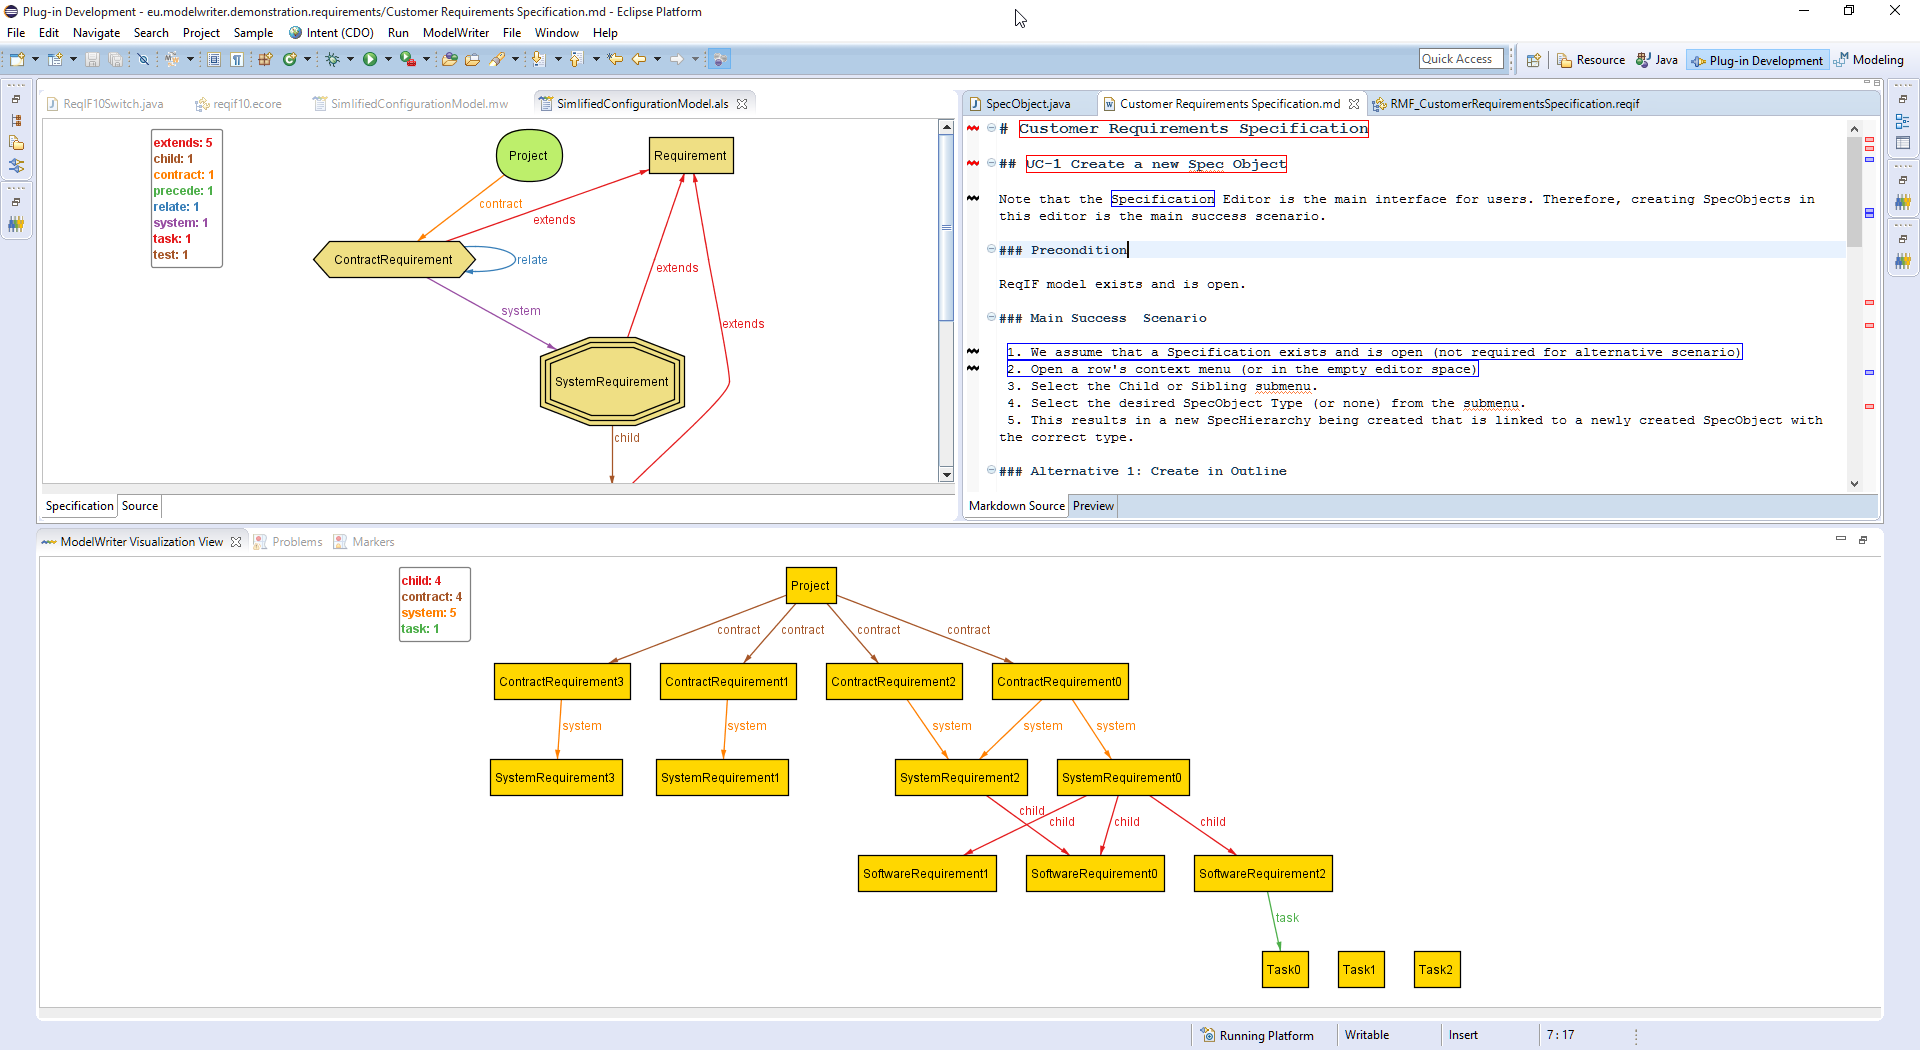 Plug-in Development - eu.modelwriter.demonstration.requirements/Customer Requirements Specification.md - Eclipse Platform
File Edit Navigate Search Project Sample Intent (CDO) Run ModelWriter File Window Help
Quick Access Resource Java Plug-in Development Modeling
ReqIF10Switch.java reqif10.ecore SimlifiedConfigurationModel.mw SimlifiedConfigurationModel.als
extends: 5
child: 1
contract: 1
precede: 1
relate: 1
system: 1
task: 1
test: 1
Project
Requirement
contract
extends
ContractRequirement
relate
extends
system
extends
SystemRequirement
child
Specification Source
SpecObject.java Customer Requirements Specification.md RMF_CustomerRequirementsSpecification.reqif
# Customer Requirements Specification
## UC-1 Create a new Spec Object
Note that the Specification Editor is the main interface for users. Therefore, creating SpecObjects in
this editor is the main success scenario.
### Precondition
ReqIF model exists and is open.
### Main Success  Scenario
1. We assume that a Specification exists and is open (not required for alternative scenario)
2. Open a row's context menu (or in the empty editor space)
3. Select the Child or Sibling submenu.
4. Select the desired SpecObject Type (or none) from the submenu.
5. This results in a new SpecHierarchy being created that is linked to a newly created SpecObject with
the correct type.
### Alternative 1: Create in Outline
Markdown Source Preview
ModelWriter Visualization View Problems Markers
child: 4
contract: 4
system: 5
task: 1
Project
contract contract contract contract
ContractRequirement3 ContractRequirement1 ContractRequirement2 ContractRequirement0
system system system system system
SystemRequirement3 SystemRequirement1 SystemRequirement2 SystemRequirement0
child child child child
SoftwareRequirement1 SoftwareRequirement0 SoftwareRequirement2
task
Task0 Task1 Task2
Running Platform Writable Insert 7 : 17